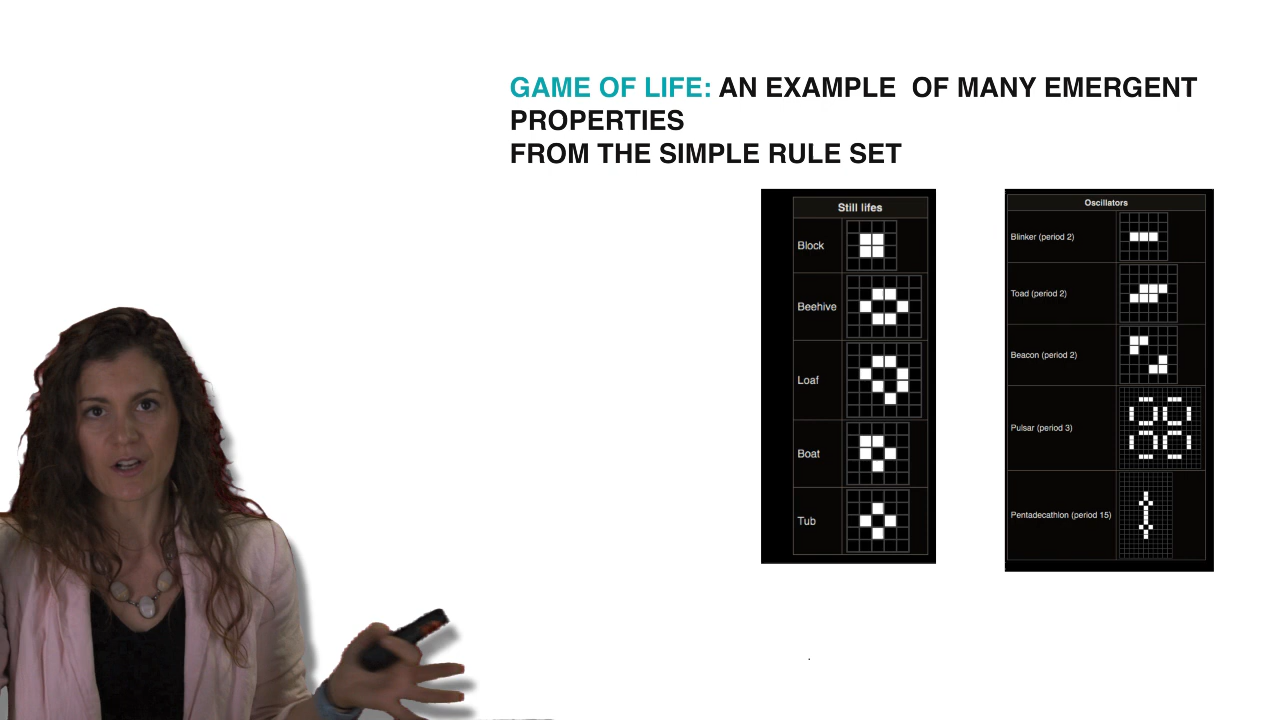 GAME OF LIFE: AN EXAMPLE  OF MANY EMERGENT
PROPERTIES
FROM THE SIMPLE RULE SET
Still lifes
Block
Beehive
Loaf
Boat
Tub
Oscillators
Blinker (period 2)
Toad (period 2)
Beacon (period 2)
Pulsar (period 3)
Pentadecathlon (period 15)